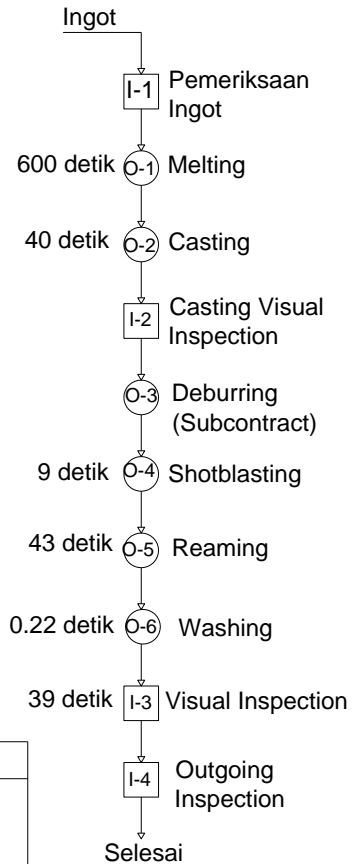 Ingot
I-1 Pemeriksaan
Ingot
600 detik O-1 Melting
40 detik O-2 Casting
I-2 Casting Visual
Inspection
O-3 Deburring
(Subcontract)
9 detik O-4 Shotblasting
43 detik O-5 Reaming
0.22 detik O-6 Washing
39 detik I-3 Visual Inspection
I-4 Outgoing
Inspection
Selesai